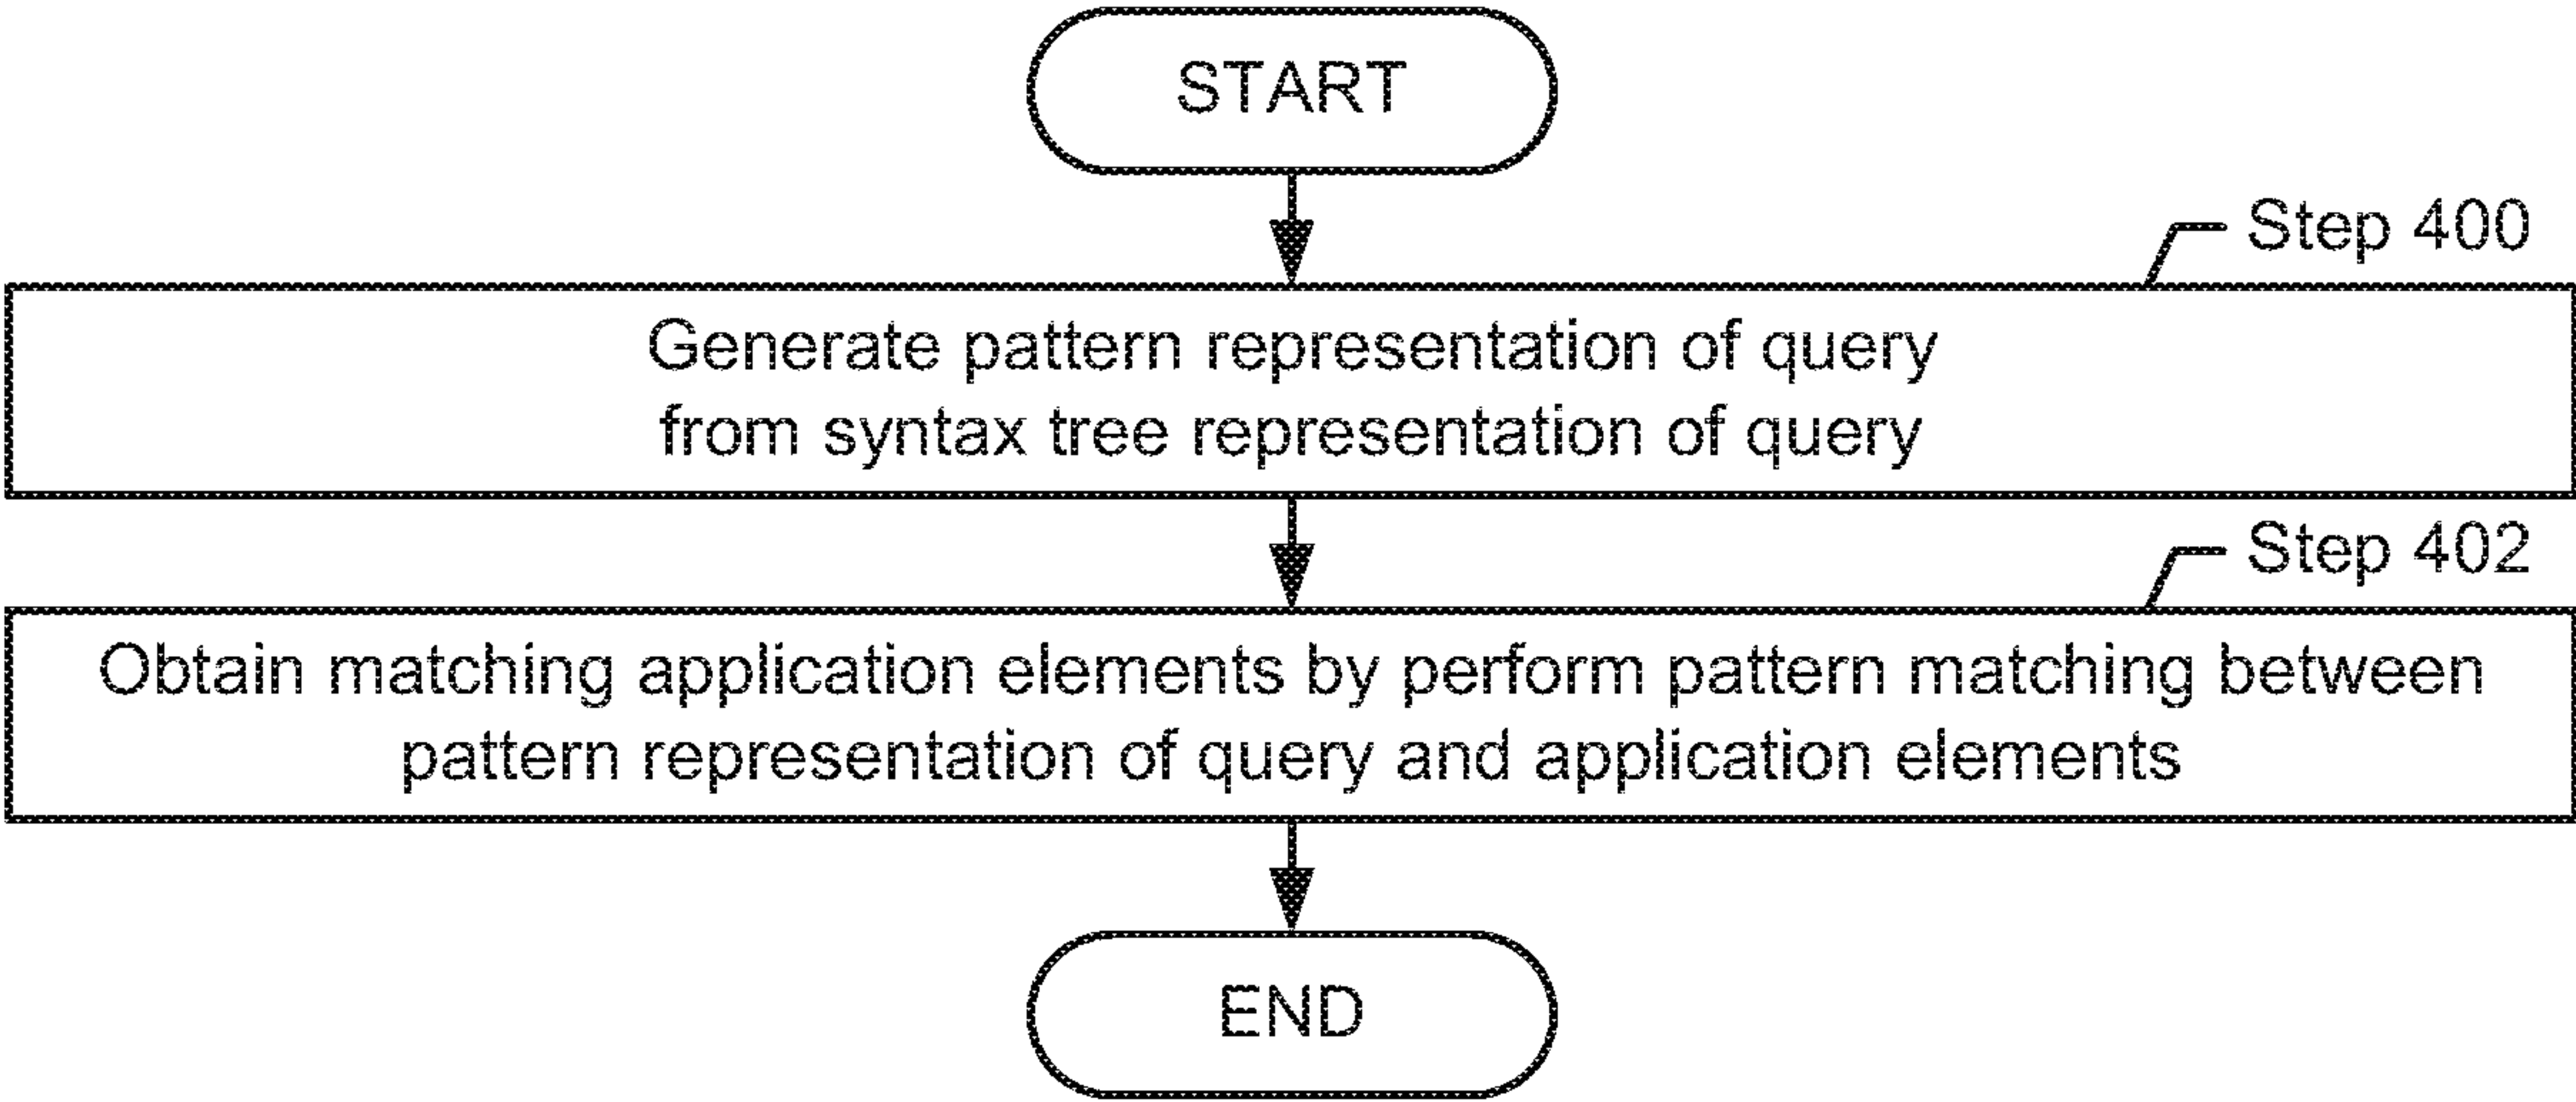 START
Step 400
Generate pattern representation of query
from syntax tree representation of query
Step 402
Obtain matching application elements by perform pattern matching between
pattern representation of query and application elements
END